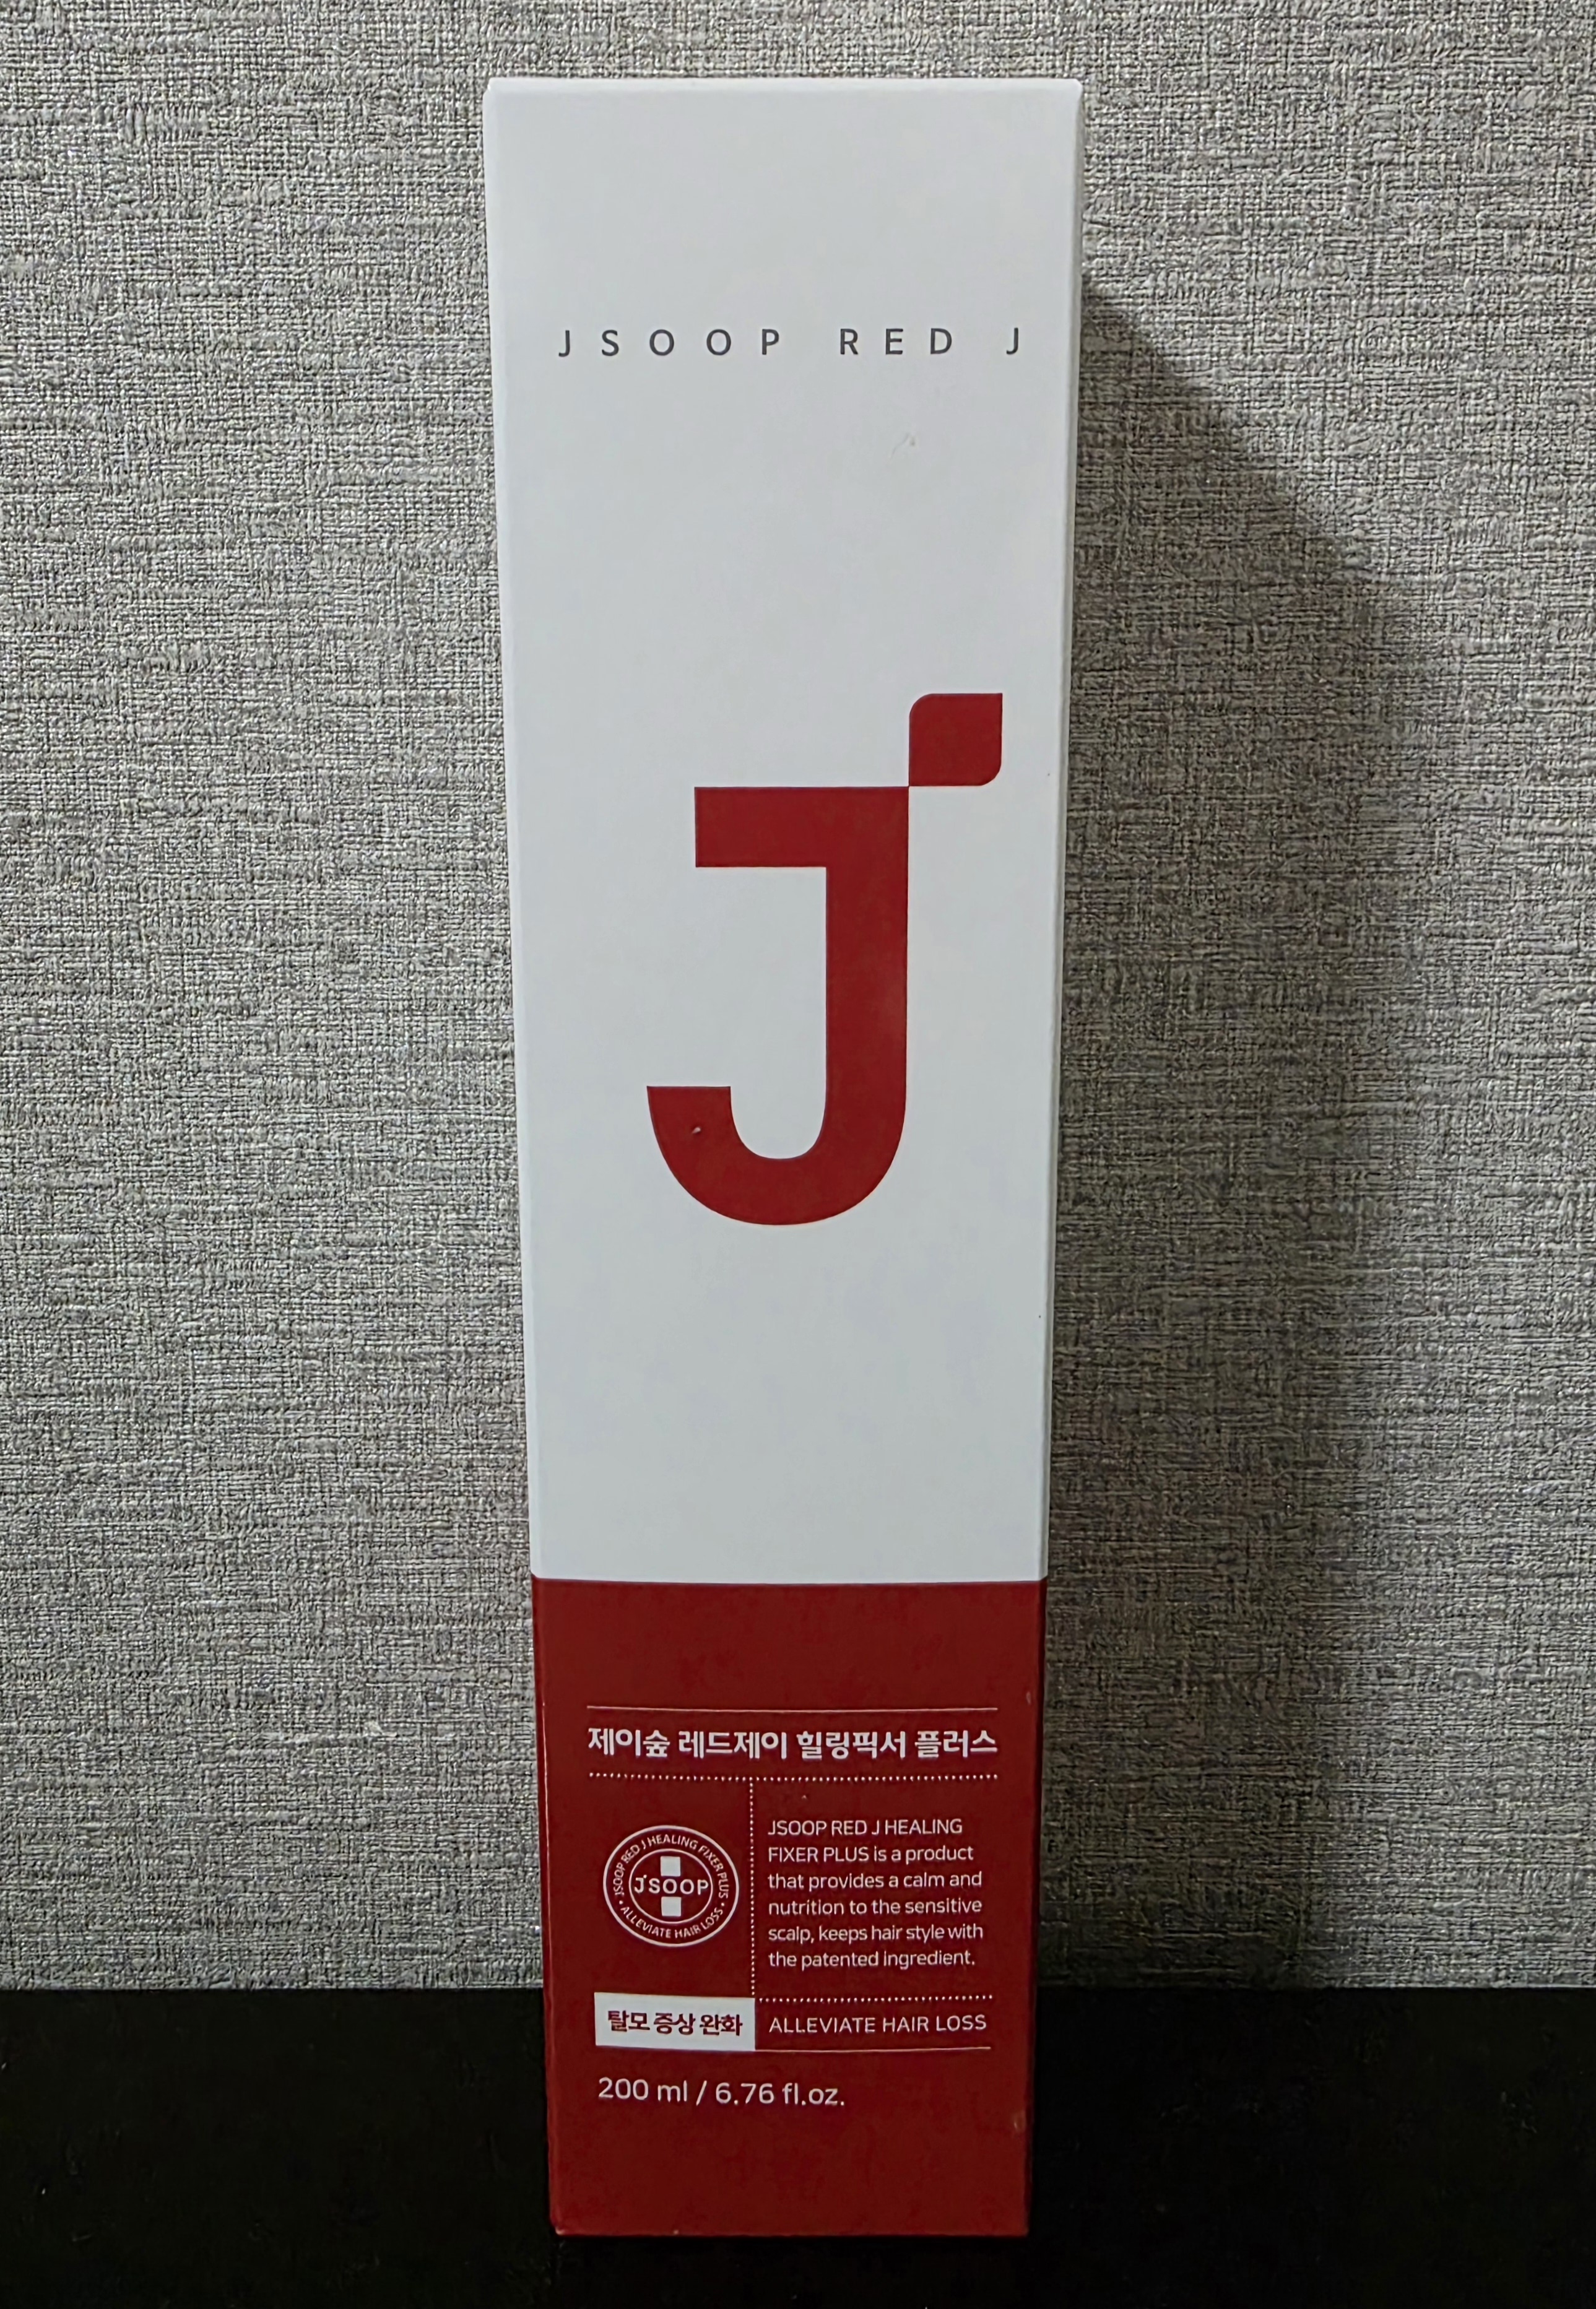 JSOOP RED J
J
제이숲 레드제이 힐링픽서 플러스
JSOOP RED J HEALING FIXER PLUS
JSOOP
• ALLEVIATE HAIR LOSS •
JSOOP RED J HEALING
FIXER PLUS is a product
that provides a calm and
nutrition to the sensitive
scalp, keeps hair style with
the patented ingredient.
탈모 증상 완화
ALLEVIATE HAIR LOSS
200 ml / 6.76 fl.oz.